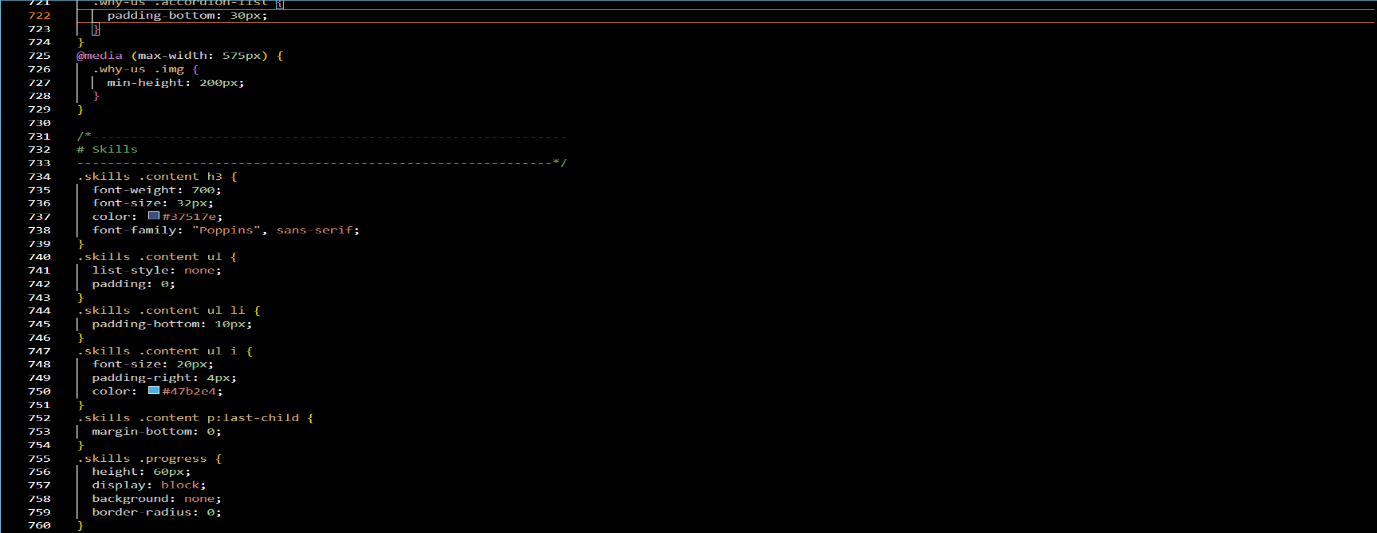 721 .why-us .accordion-list {
722 padding-bottom: 30px;
723 }
724 }
725 @media (max-width: 575px) {
726 .why-us .img {
727 min-height: 200px;
728 }
729 }
730
731 /*--------------------------------------------------------------
732 # Skills
733 --------------------------------------------------------------*/
734 .skills .content h3 {
735 font-weight: 700;
736 font-size: 32px;
737 color: #37517e;
738 font-family: "Poppins", sans-serif;
739 }
740 .skills .content ul {
741 list-style: none;
742 padding: 0;
743 }
744 .skills .content ul li {
745 padding-bottom: 10px;
746 }
747 .skills .content ul i {
748 font-size: 20px;
749 padding-right: 4px;
750 color: #47b2e4;
751 }
752 .skills .content p:last-child {
753 margin-bottom: 0;
754 }
755 .skills .progress {
756 height: 60px;
757 display: block;
758 background: none;
759 border-radius: 0;
760 }